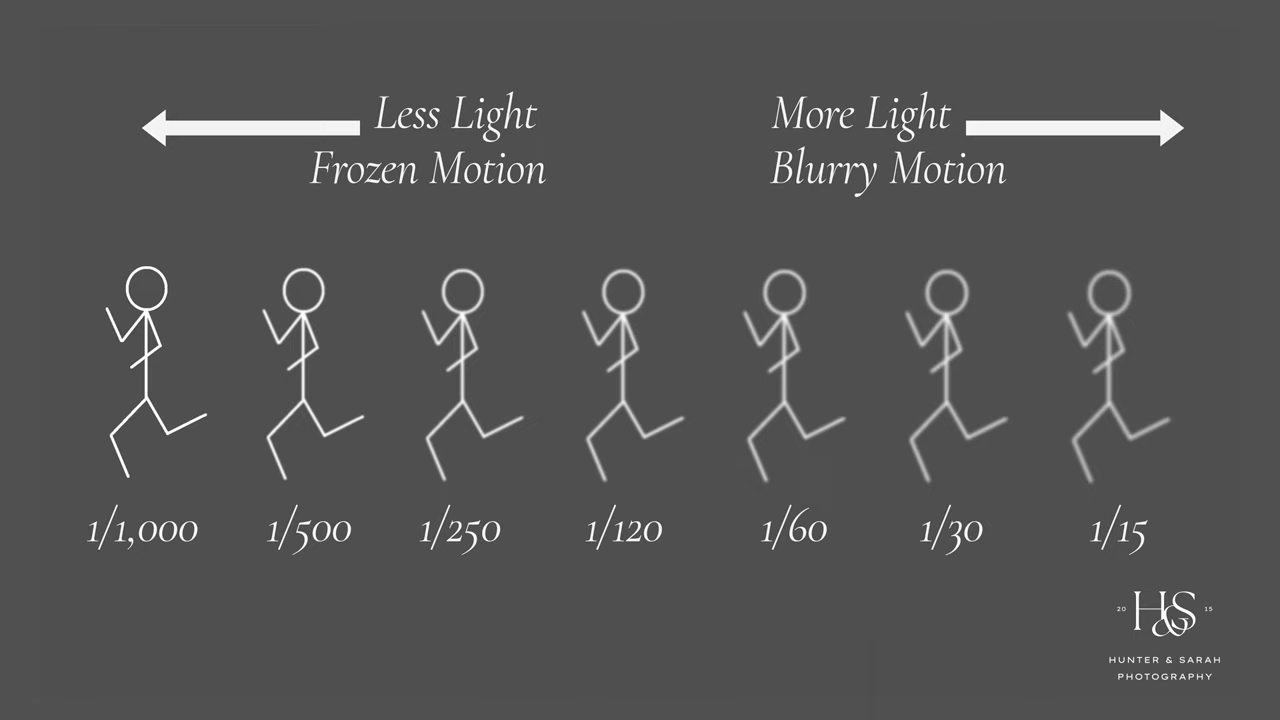 Less Light
Frozen Motion
More Light
Blurry Motion
1/1,000 1/500 1/250 1/120 1/60 1/30 1/15
20 H&S 15
HUNTER & SARAH
PHOTOGRAPHY